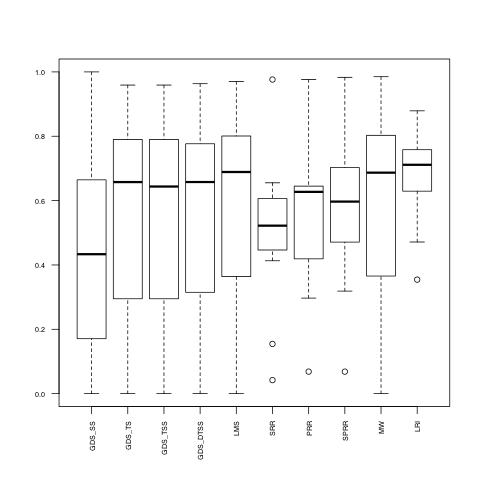 1.0
0.8
0.6
0.4
0.2
0.0
GDS_SS
GDS_TS
GDS_TSS
GDS_DTSS
LMS
SRR
PRR
SPRR
MW
LRI